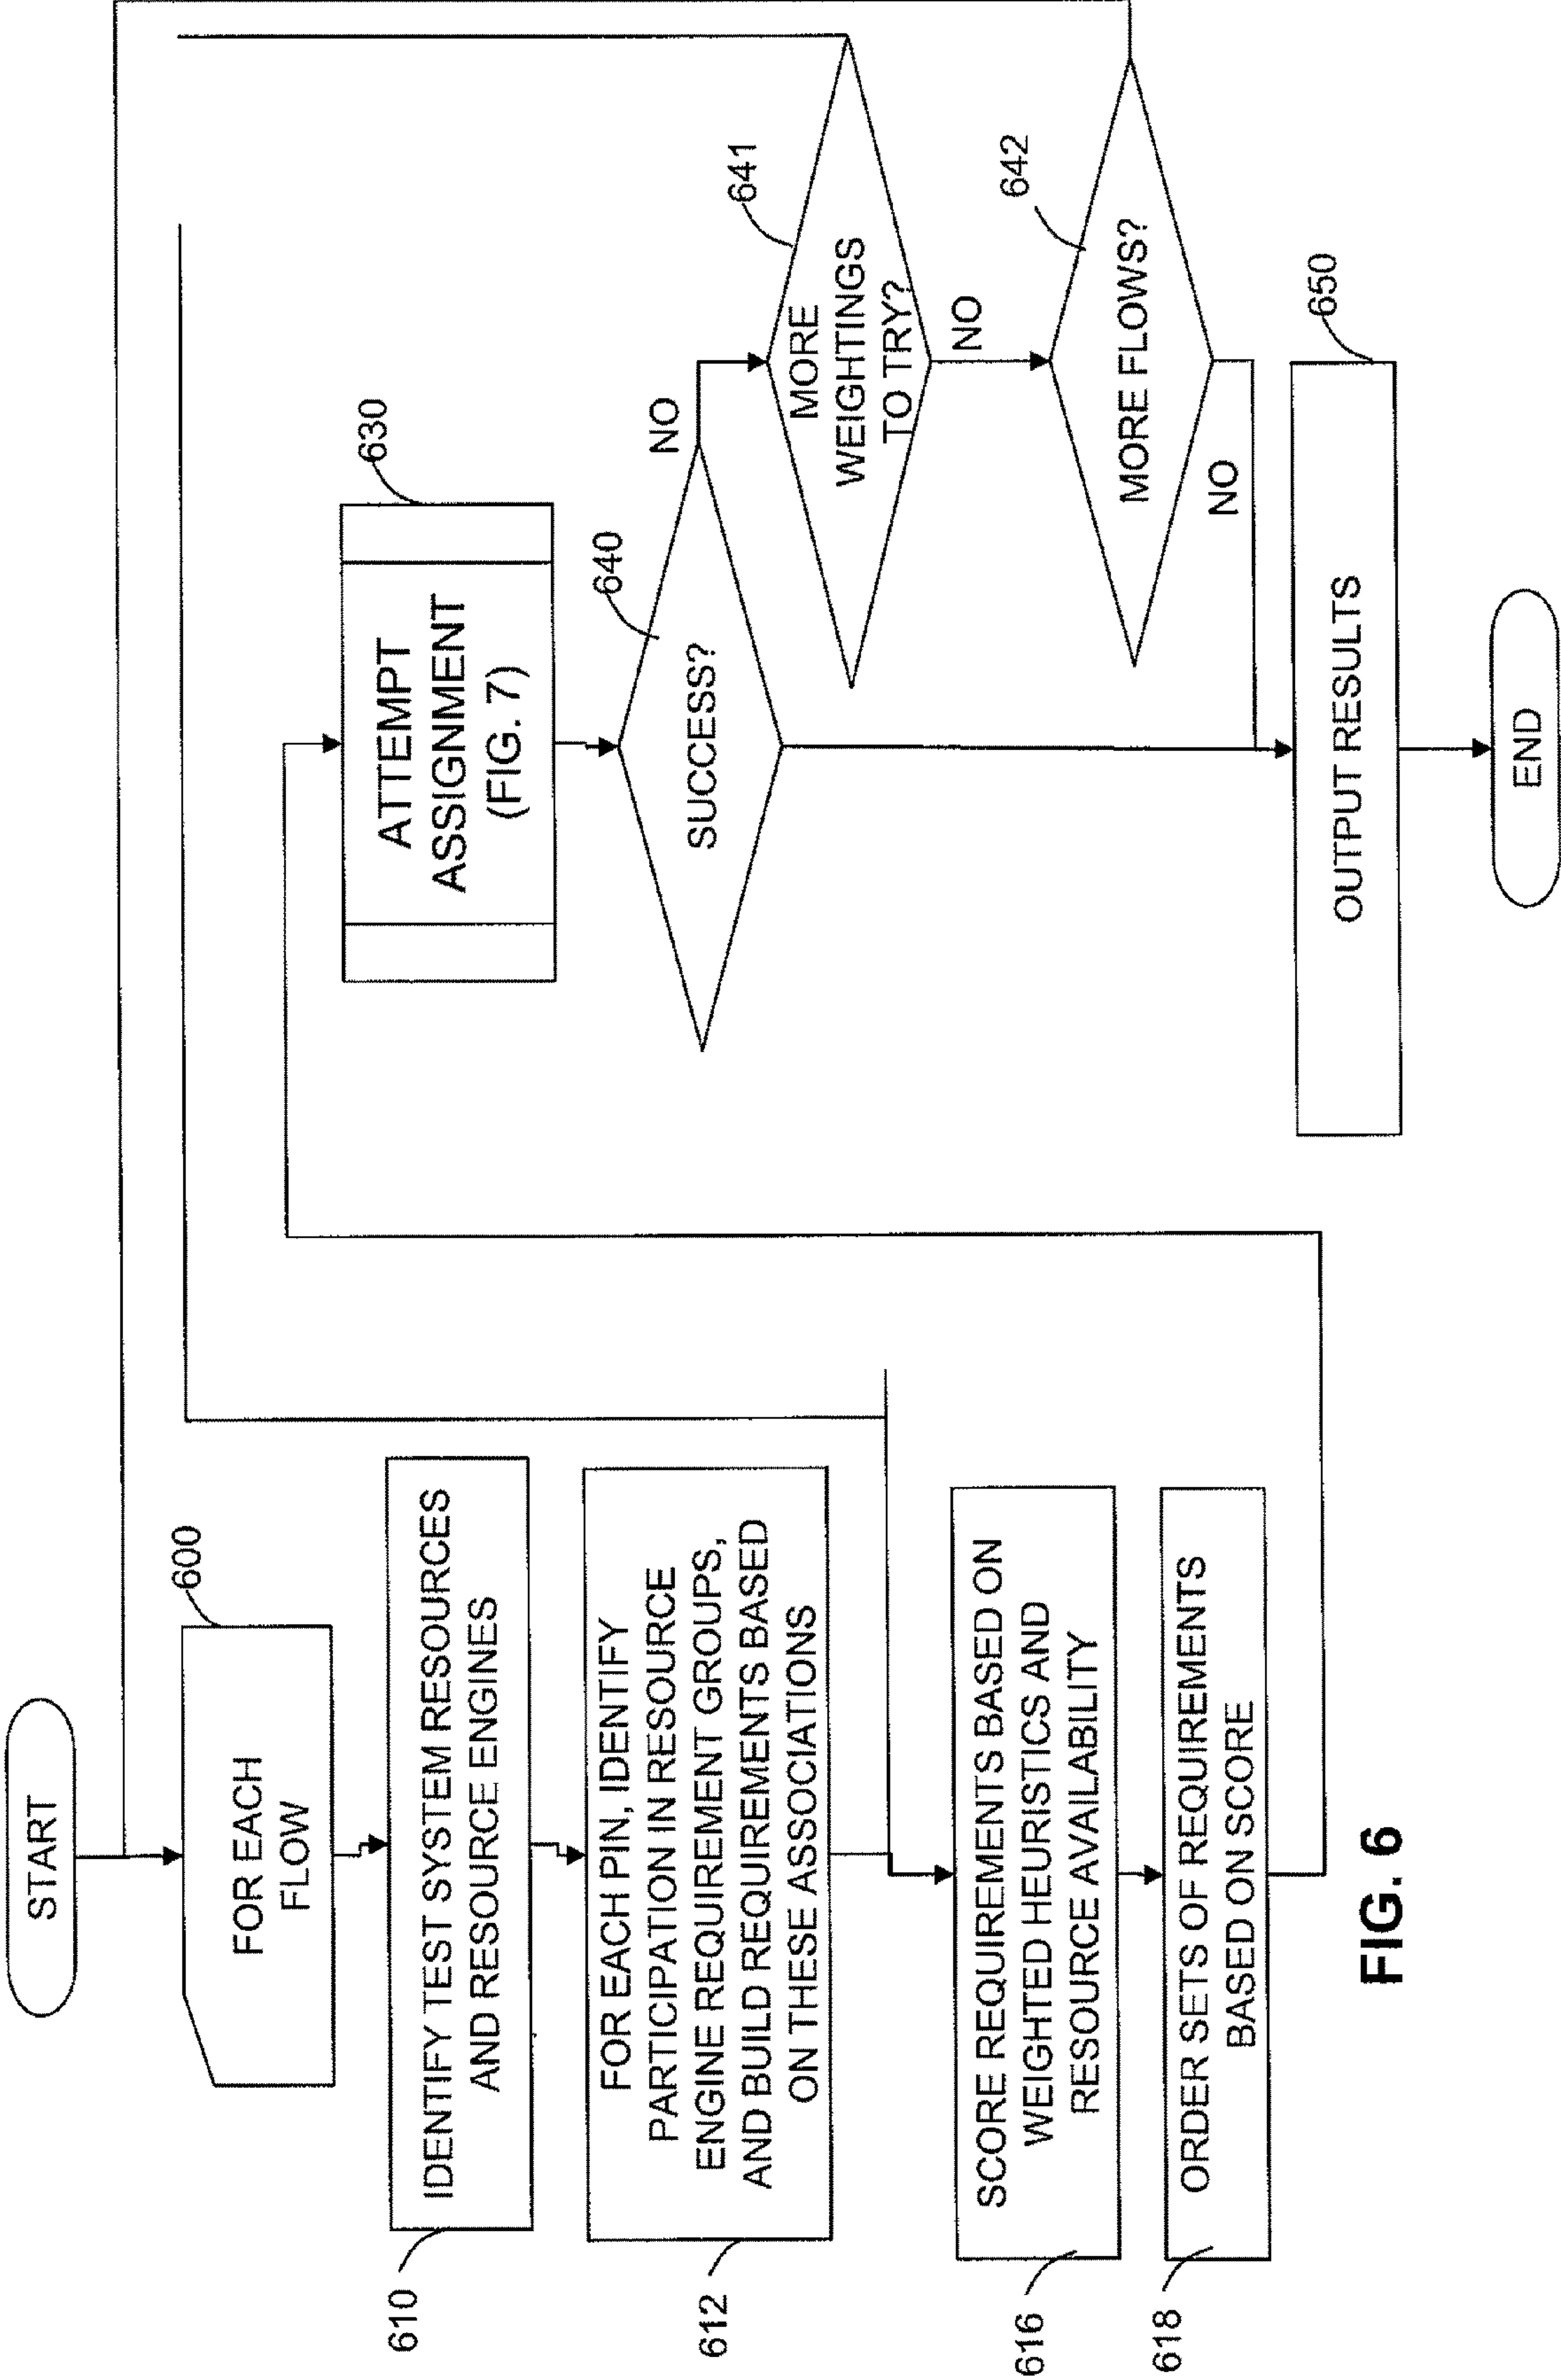 START
600
FOR EACH
FLOW
610
IDENTIFY TEST SYSTEM RESOURCES
AND RESOURCE ENGINES
612
FOR EACH PIN, IDENTIFY
PARTICIPATION IN RESOURCE
ENGINE REQUIREMENT GROUPS,
AND BUILD REQUIREMENTS BASED
ON THESE ASSOCIATIONS
616
SCORE REQUIREMENTS BASED ON
WEIGHTED HEURISTICS AND
RESOURCE AVAILABILITY
618
ORDER SETS OF REQUIREMENTS
BASED ON SCORE
630
ATTEMPT
ASSIGNMENT
(FIG. 7)
640
SUCCESS?
NO
641
MORE
WEIGHTINGS
TO TRY?
NO
642
MORE FLOWS?
NO
650
OUTPUT RESULTS
END
FIG. 6